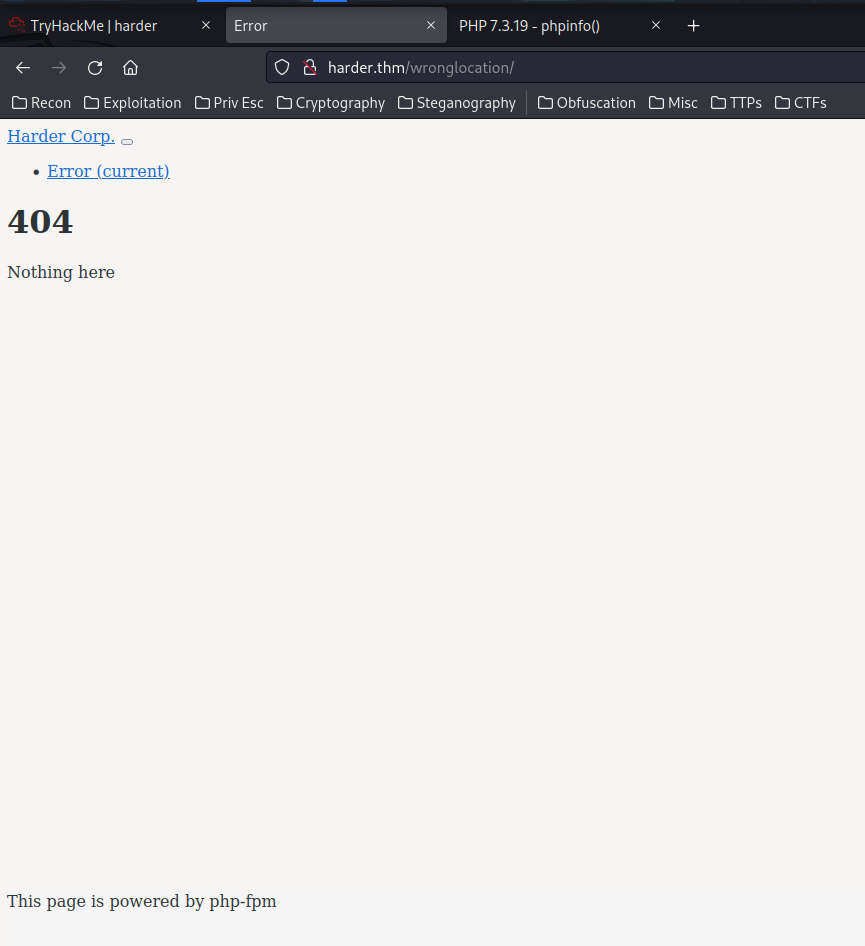 TryHackMe | harder
Error
PHP 7.3.19 - phpinfo()
harder.thm/wronglocation/
Recon
Exploitation
Priv Esc
Cryptography
Steganography
Obfuscation
Misc
TTPs
CTFs
Harder Corp.
Error (current)
404
Nothing here
This page is powered by php-fpm